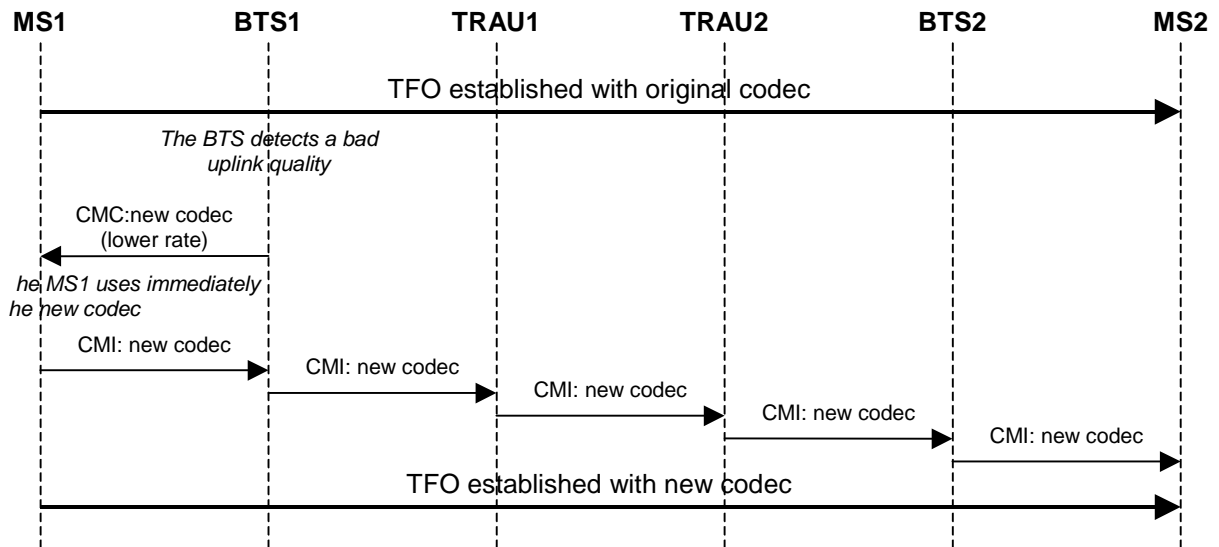 MS1 BTS1 TRAU1 TRAU2 BTS2 MS2
TFO established with original codec
The BTS detects a bad
uplink quality
CMC:new codec
(lower rate)
he MS1 uses immediately
he new codec
CMI: new codec
CMI: new codec
CMI: new codec
CMI: new codec
CMI: new codec
TFO established with new codec